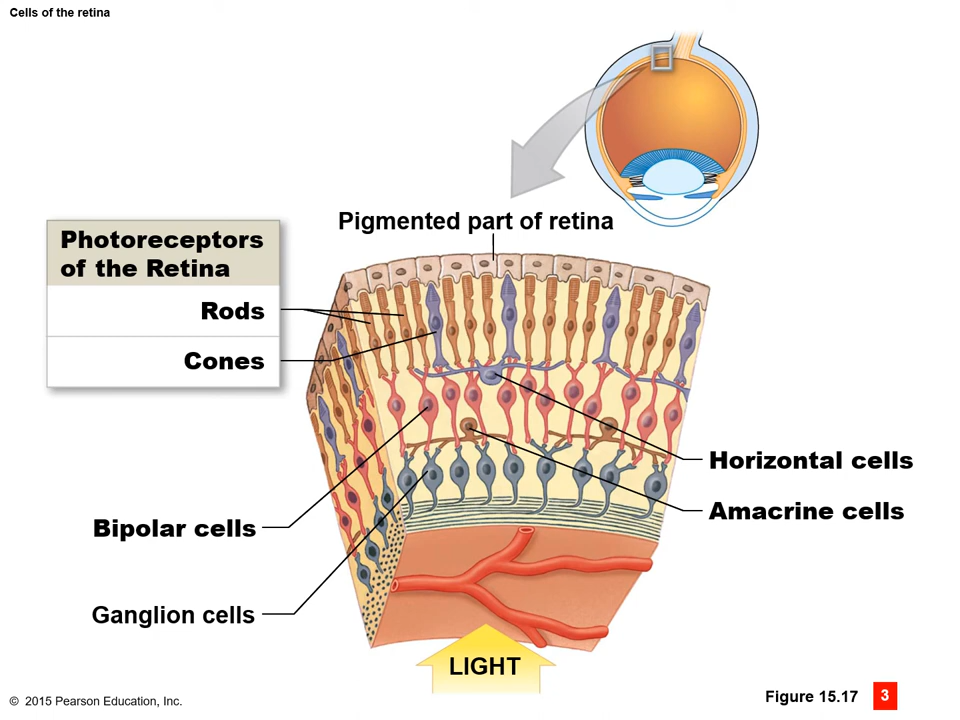 Cells of the retina
Pigmented part of retina
Photoreceptors
of the Retina
Rods
Cones
Horizontal cells
Amacrine cells
Bipolar cells
Ganglion cells
LIGHT
© 2015 Pearson Education, Inc.
Figure 15.17
3